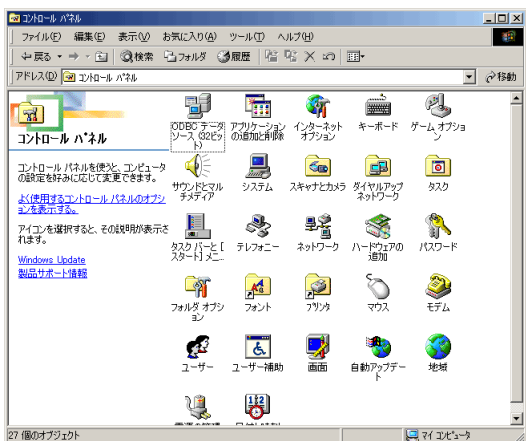 コントロール パネル
ファイル(F) 編集(E) 表示(V) お気に入り(A) ツール(T) ヘルプ(H)
戻る 検索 フォルダ 履歴
アドレス(D) コントロール パネル 移動
コントロール パネル
コントロール パネルを使うと、コンピュータ
の設定を好みに応じて変更できます。
よく使用するコントロール パネルのオプシ
ョンを表示する。
アイコンを選択すると、その説明が表示さ
れます。
Windows Update
製品サポート情報
ODBC データ
ソース (32ビッ
ト)
アプリケーション
の追加と削除
インターネット
オプション
キーボード
ゲーム オプショ
ン
サウンドとマル
チメディア
システム
スキャナとカメラ
ダイヤルアップ
ネットワーク
タスク
タスク バーと [
スタート] メニ...
テレフォニー
ネットワーク
ハードウェアの
追加
パスワード
フォルダ オプシ
ョン
フォント
プリンタ
マウス
モデム
ユーザー
ユーザー補助
画面
自動アップデー
ト
地域
27 個のオブジェクト
マイ コンピュータ